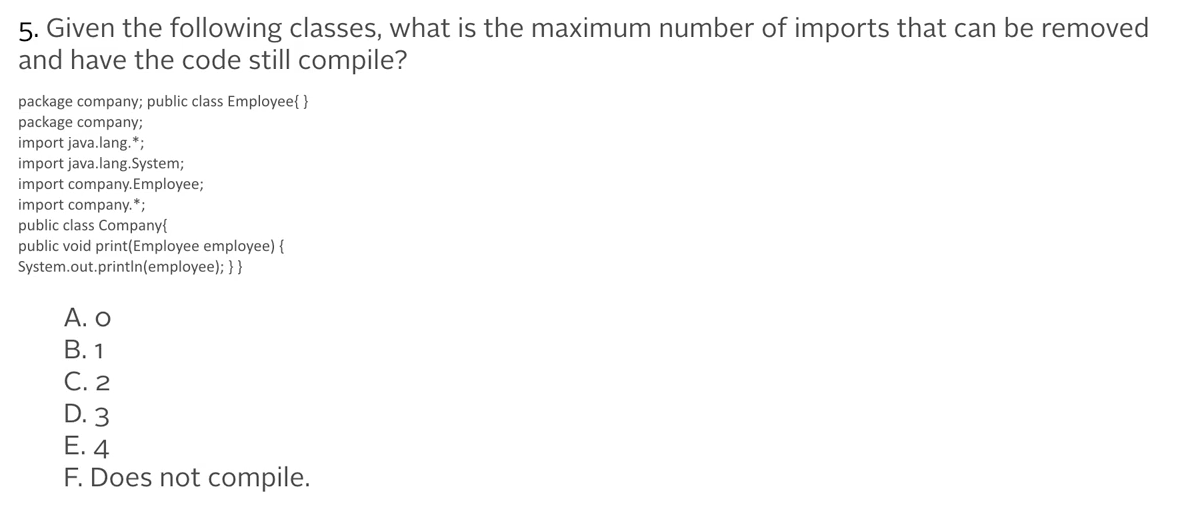 5. Given the following classes, what is the maximum number of imports that can be removed
and have the code still compile?
package company; public class Employee{ }
package company;
import java.lang.*;
import java.lang.System;
import company.Employee;
import company.*;
public class Company{
public void print(Employee employee) {
System.out.println(employee); } }
A. 0
B. 1
C. 2
D. 3
E. 4
F. Does not compile.